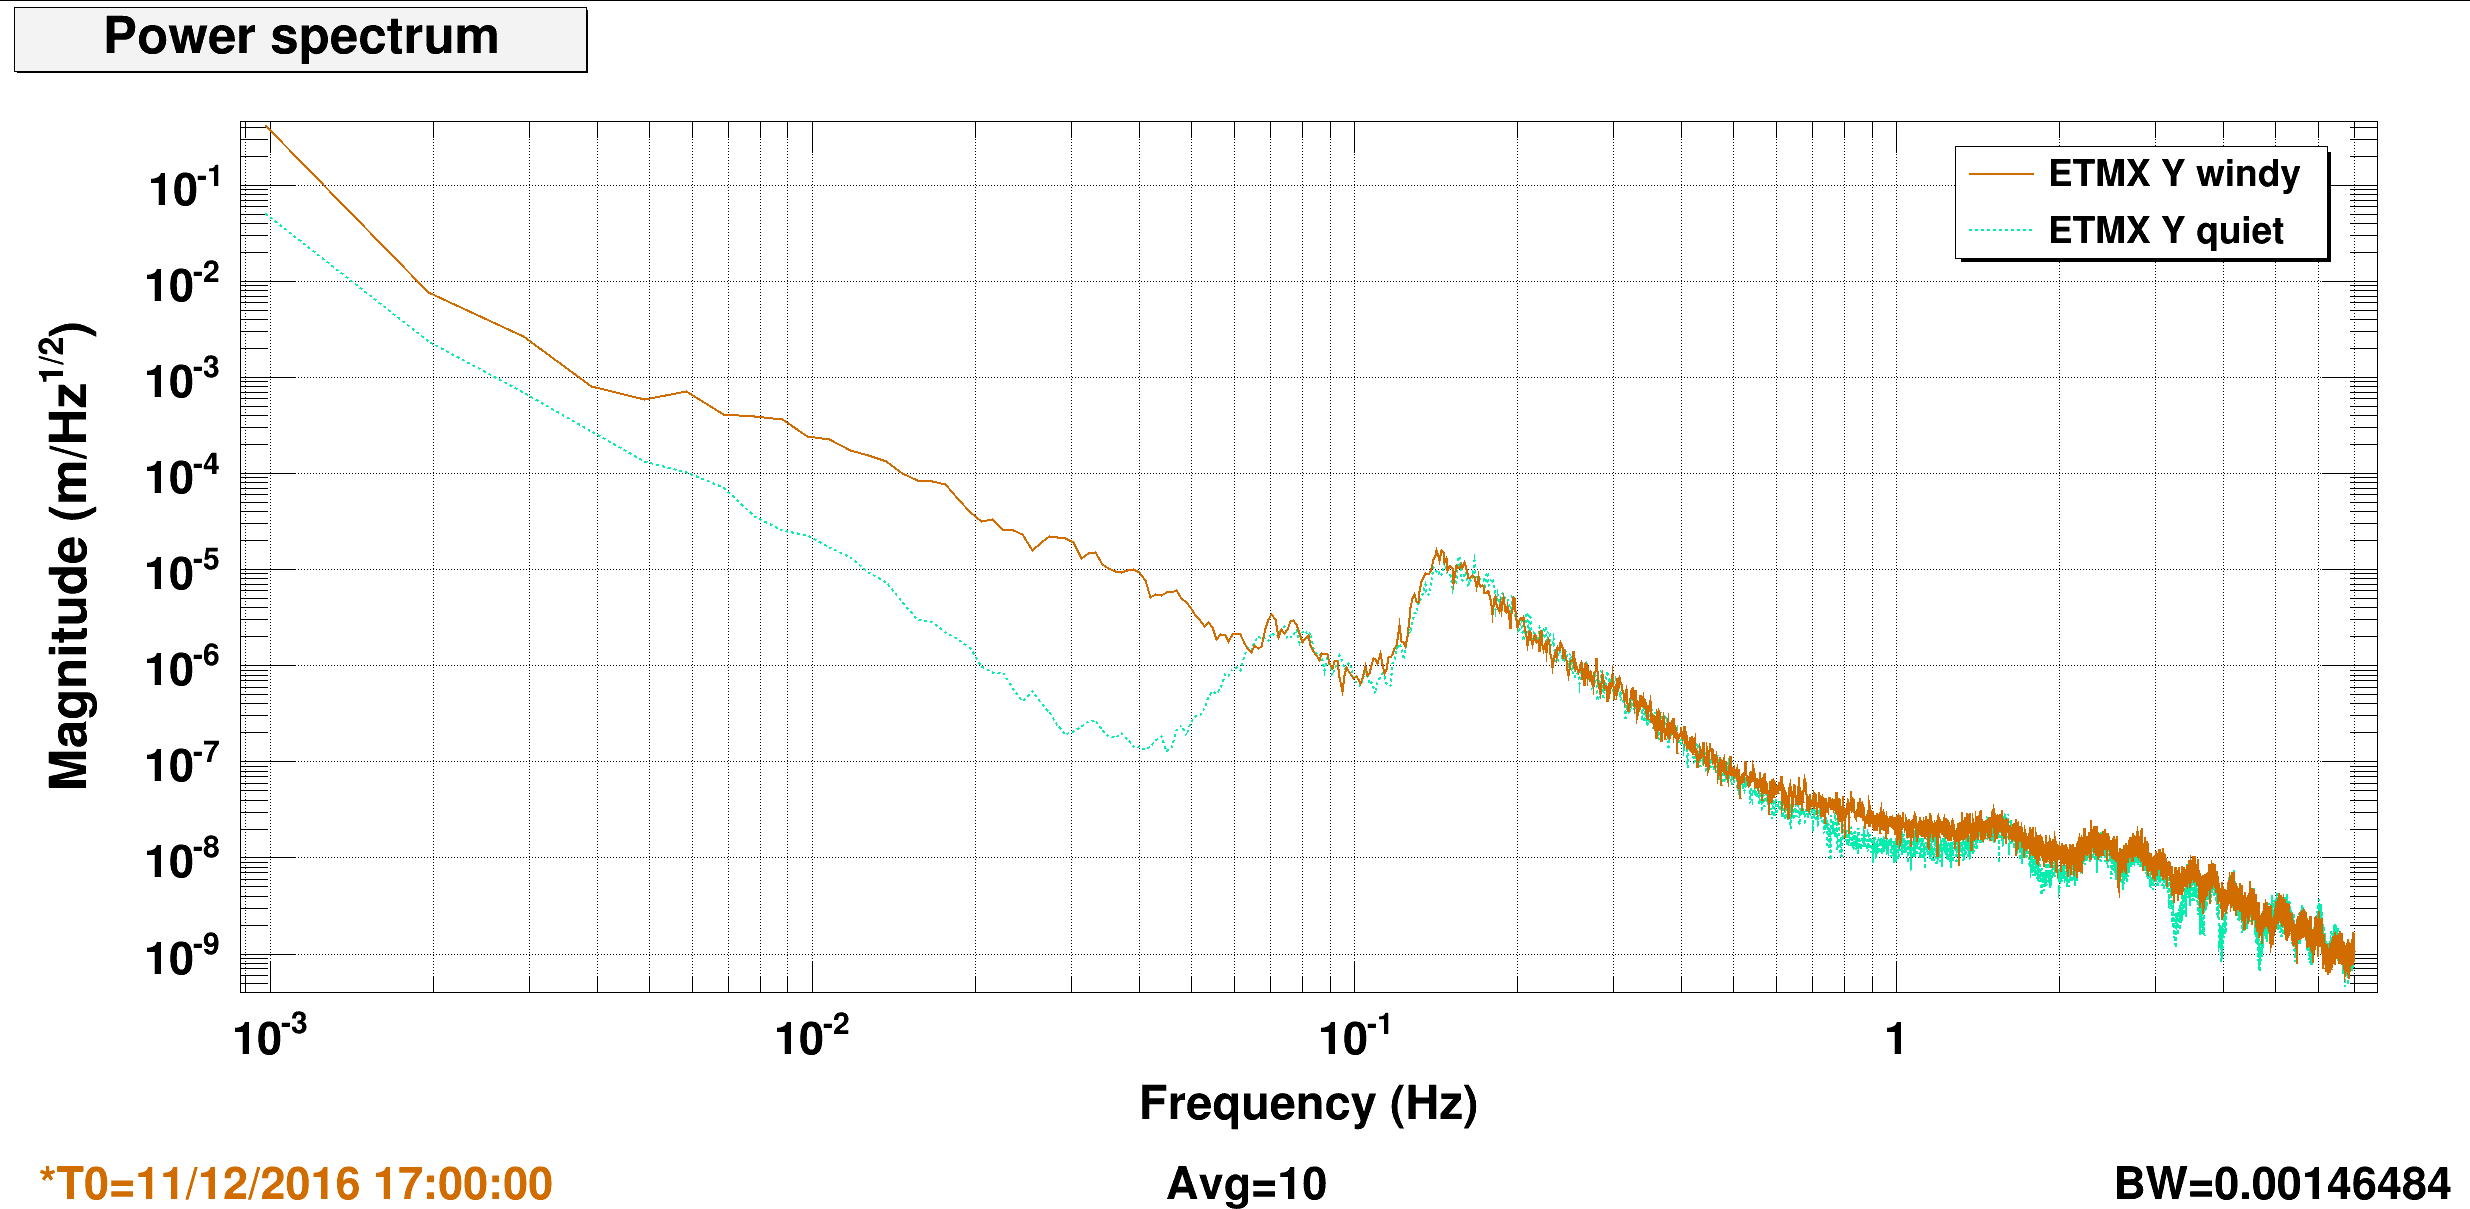 Power spectrum
ETMX Y windy
ETMX Y quiet
Magnitude (m/Hz^1/2)
10^-1
10^-2
10^-3
10^-4
10^-5
10^-6
10^-7
10^-8
10^-9
10^-3 10^-2 10^-1 1
Frequency (Hz)
*T0=11/12/2016 17:00:00 Avg=10 BW=0.00146484